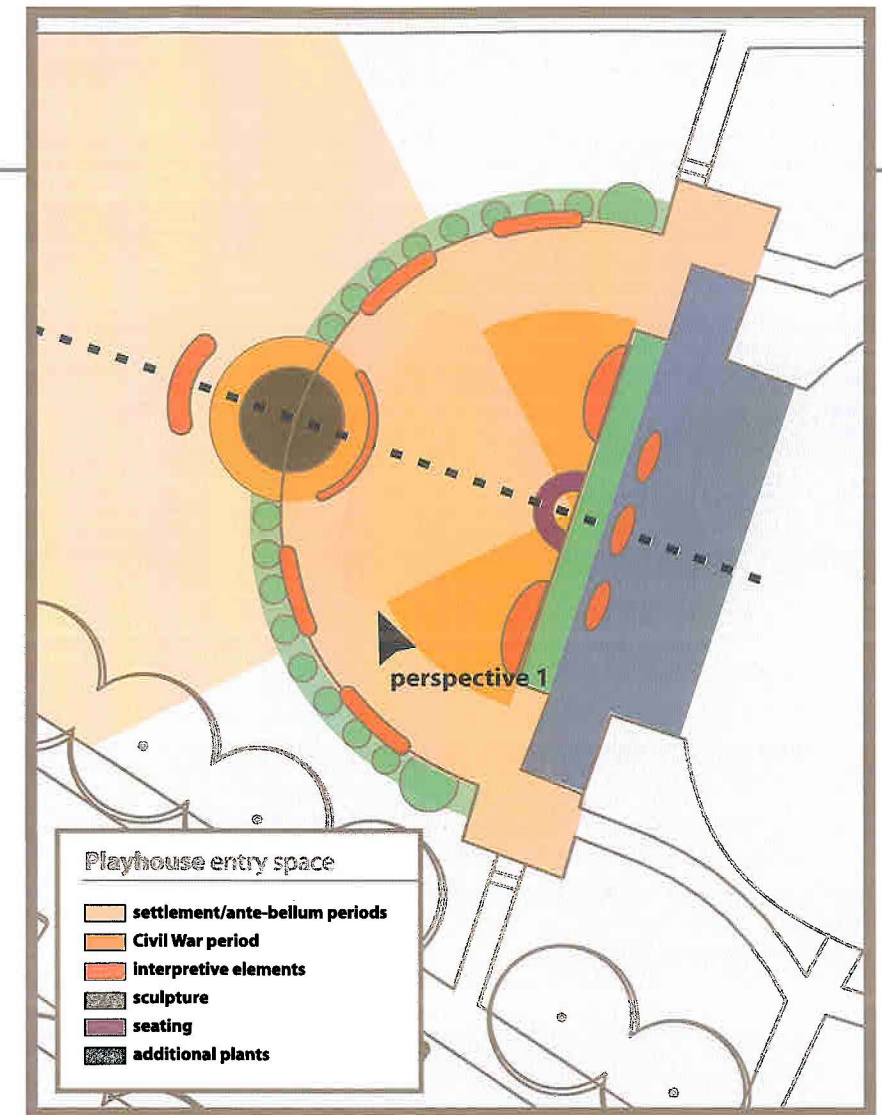 perspective 1
Playhouse entry space
settlement/ante-bellum periods
Civil War period
interpretive elements
sculpture
seating
additional plants